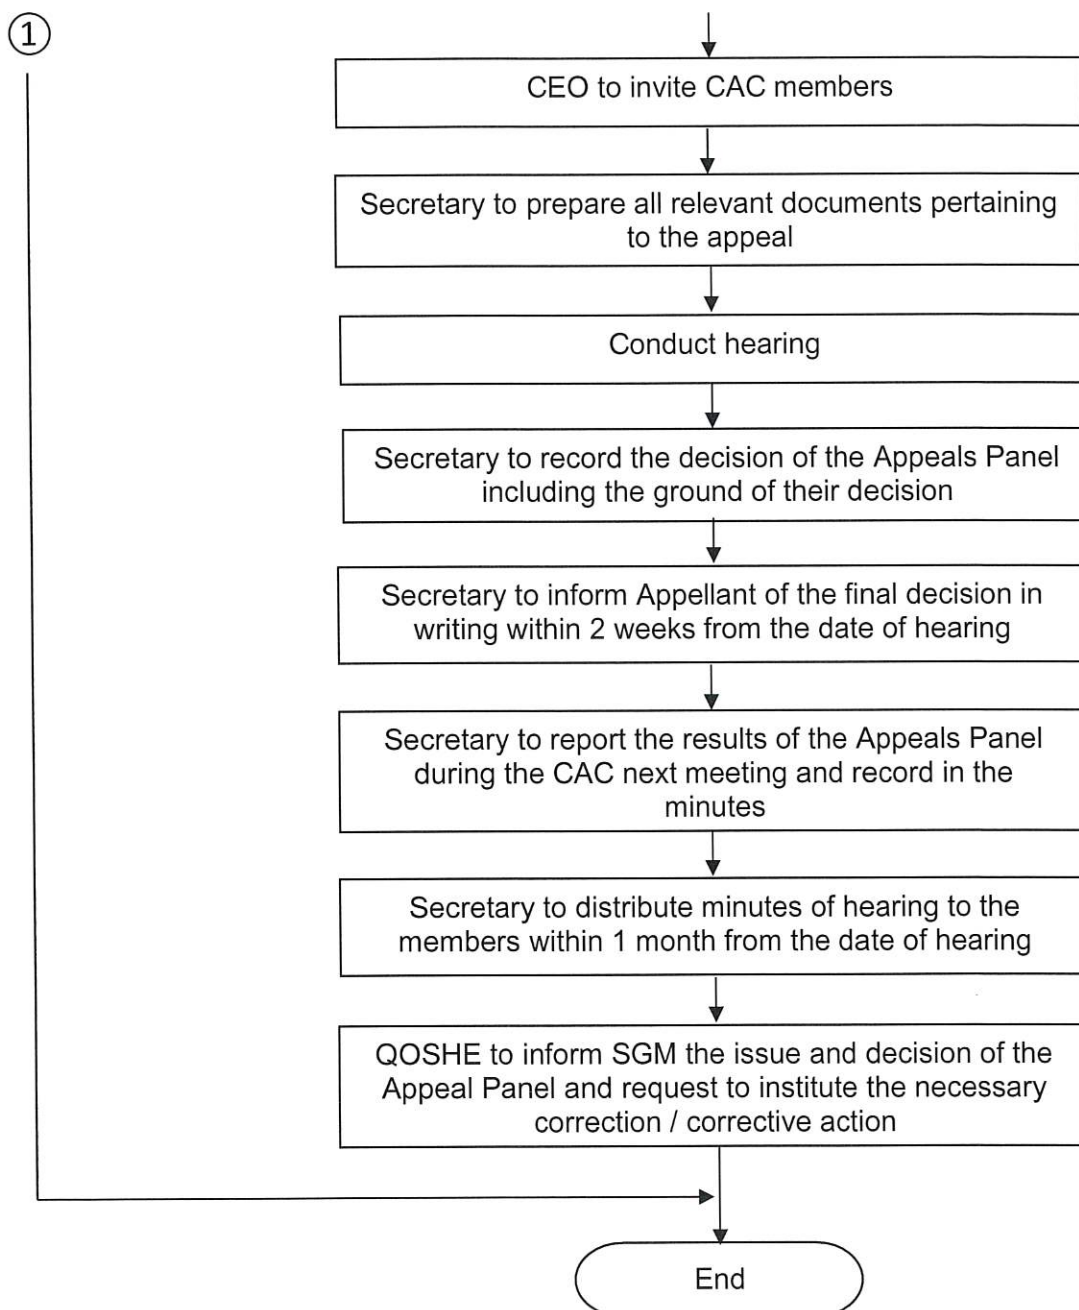 ①
CEO to invite CAC members
Secretary to prepare all relevant documents pertaining
to the appeal
Conduct hearing
Secretary to record the decision of the Appeals Panel
including the ground of their decision
Secretary to inform Appellant of the final decision in
writing within 2 weeks from the date of hearing
Secretary to report the results of the Appeals Panel
during the CAC next meeting and record in the
minutes
Secretary to distribute minutes of hearing to the
members within 1 month from the date of hearing
QOSHE to inform SGM the issue and decision of the
Appeal Panel and request to institute the necessary
correction / corrective action
End